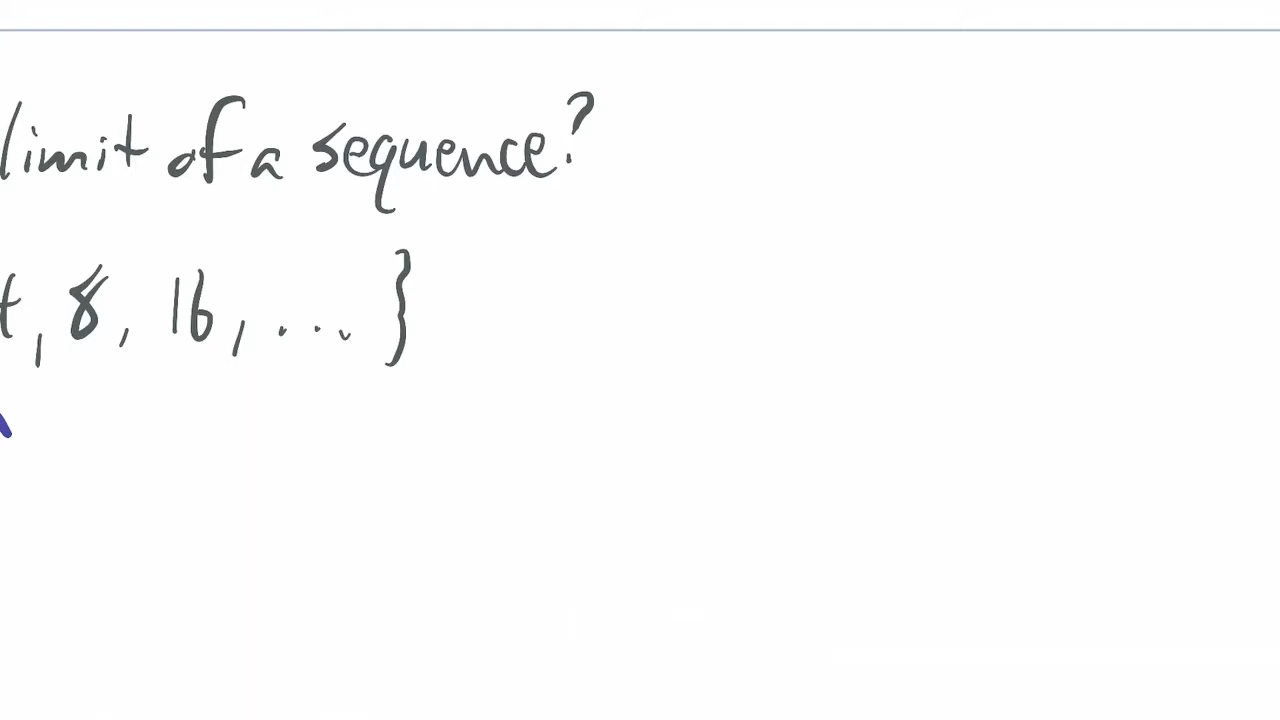 limit of a sequence?
, 8, 16, ... }